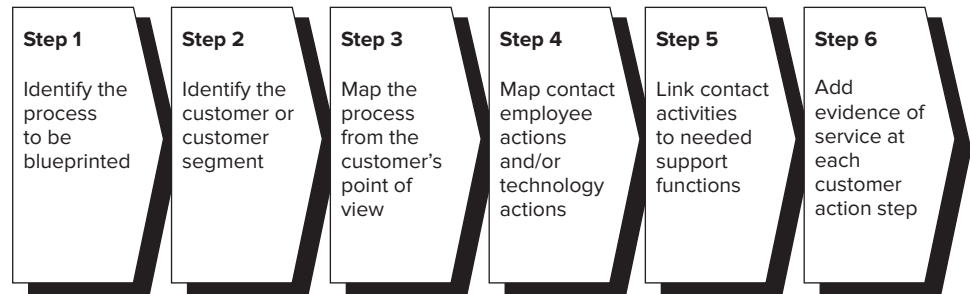 Step 1
Identify the
process
to be
blueprinted
Step 2
Identify the
customer or
customer
segment
Step 3
Map the
process
from the
customer’s
point of
view
Step 4
Map contact
employee
actions
and/or
technology
actions
Step 5
Link contact
activities
to needed
support
functions
Step 6
Add
evidence of
service at
each
customer
action step